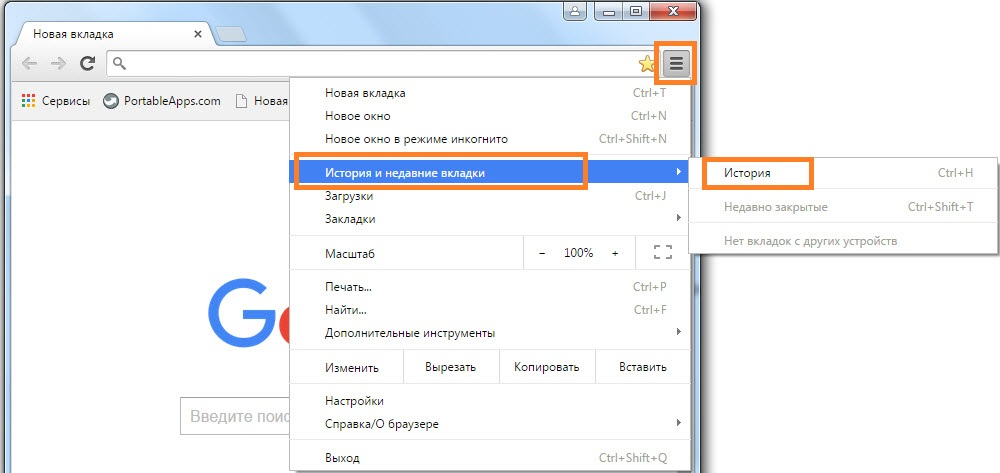 Новая вкладка
Сервисы PortableApps.com Новая
Новая вкладка Ctrl+T
Новое окно Ctrl+N
Новое окно в режиме инкогнито Ctrl+Shift+N
История и недавние вкладки
История Ctrl+H
Загрузки Ctrl+J
Недавно закрытые Ctrl+Shift+T
Закладки
Нет вкладок с других устройств
Масштаб − 100% +
Печать... Ctrl+P
Найти... Ctrl+F
Go
Дополнительные инструменты
Изменить Вырезать Копировать Вставить
Настройки
Введите поис
Справка/О браузере
Выход Ctrl+Shift+Q